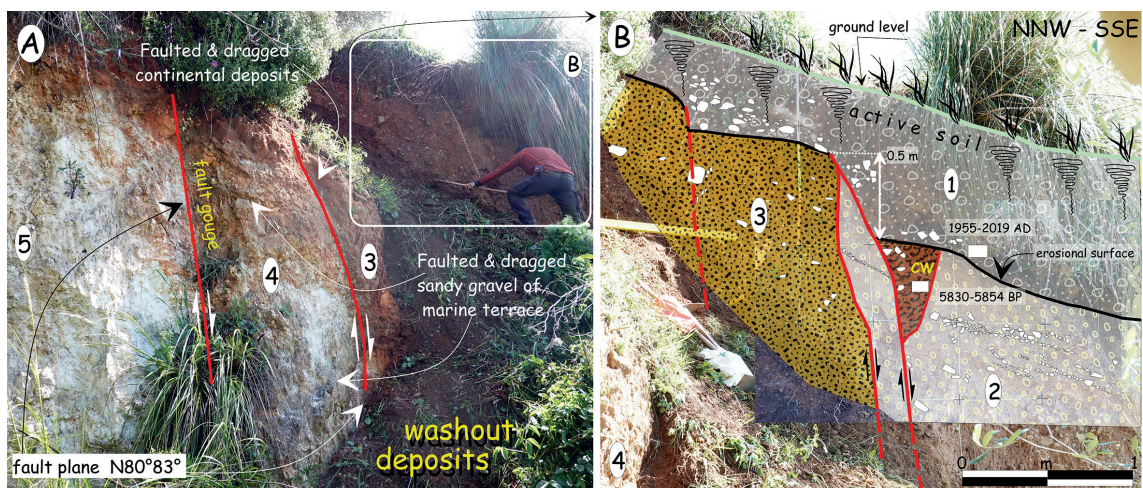 A
Faulted & dragged
continental deposits
B
fault gouge
5
4
3
Faulted & dragged
sandy gravel of
marine terrace
washout
deposits
fault plane N80°83°
B
ground level
NNW - SSE
active soil
0.5 m
1
3
1955-2019 AD
erosional surface
cw
5830-5854 BP
2
4
0 m 1